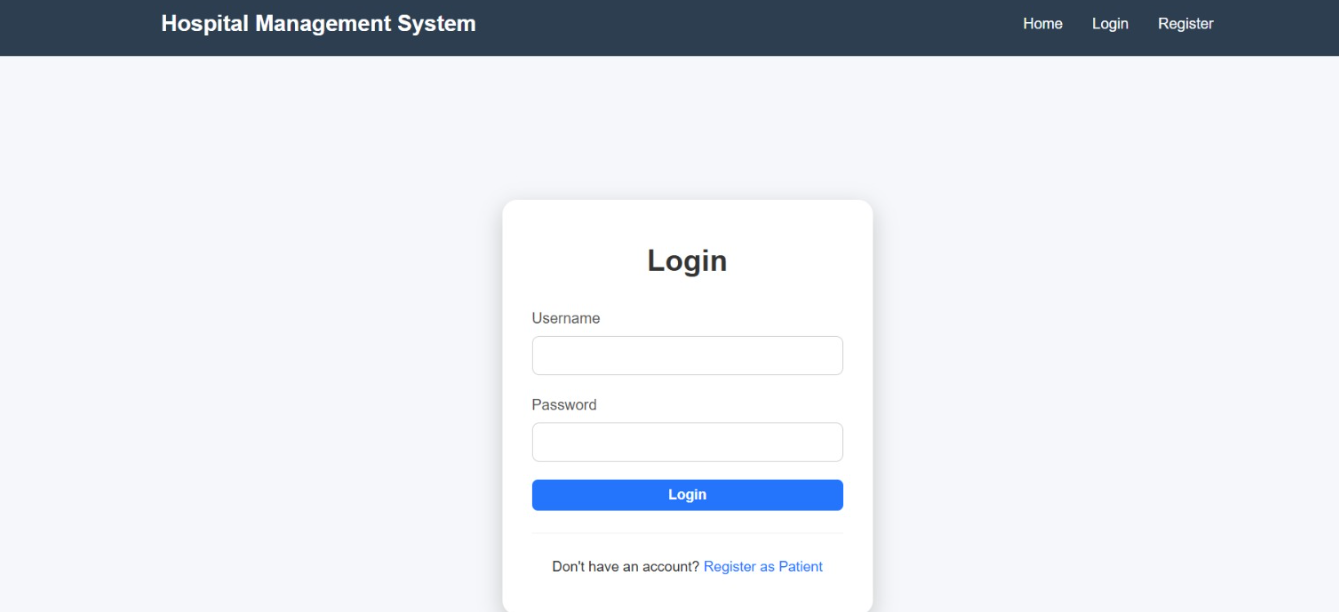 Hospital Management System
Home Login Register
Login
Username
Password
Login
Don't have an account? Register as Patient